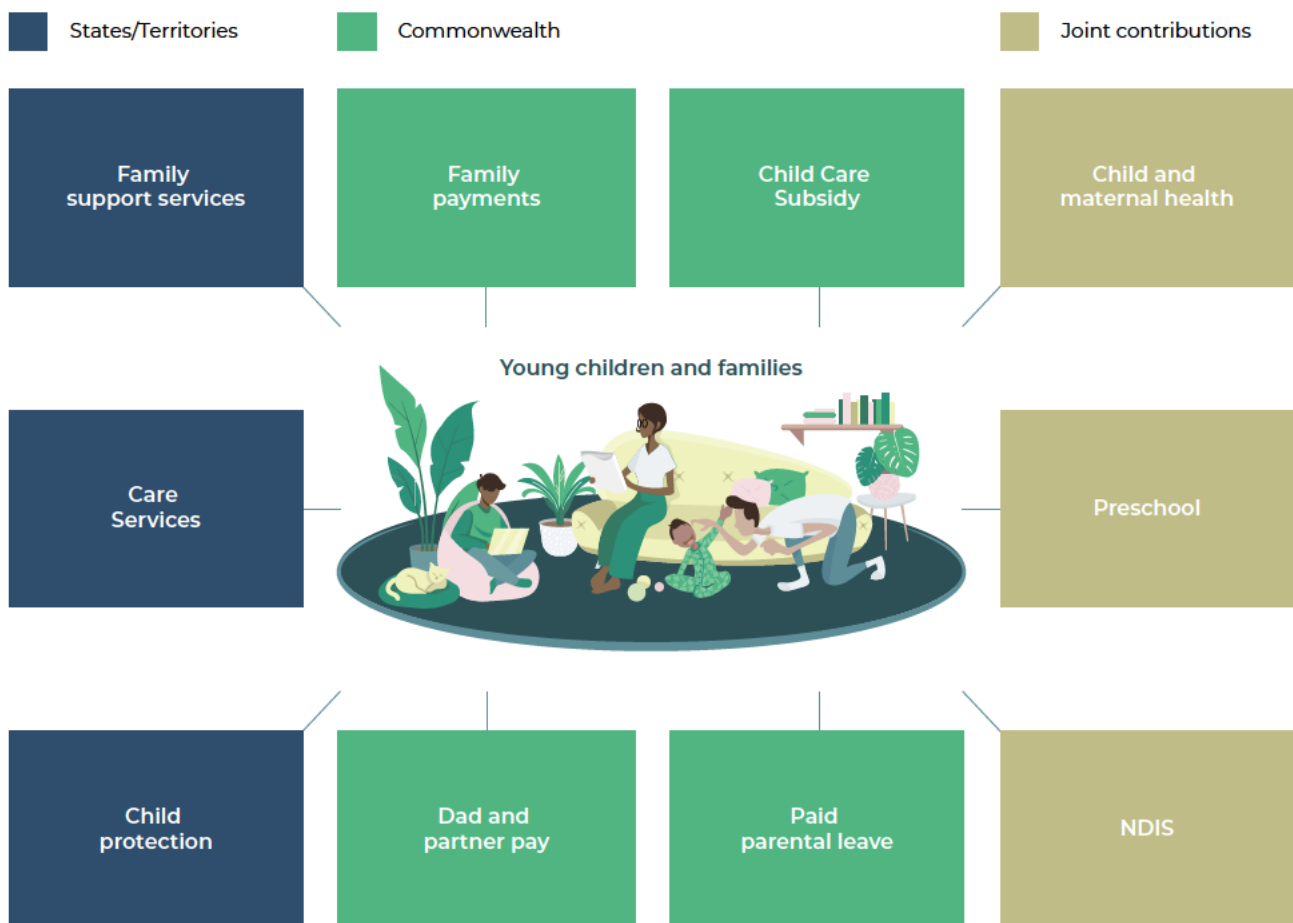 States/Territories
Commonwealth
Joint contributions
Family
support services
Family
payments
Child Care
Subsidy
Child and
maternal health
Young children and families
Care
Services
Preschool
Child
protection
Dad and
partner pay
Paid
parental leave
NDIS